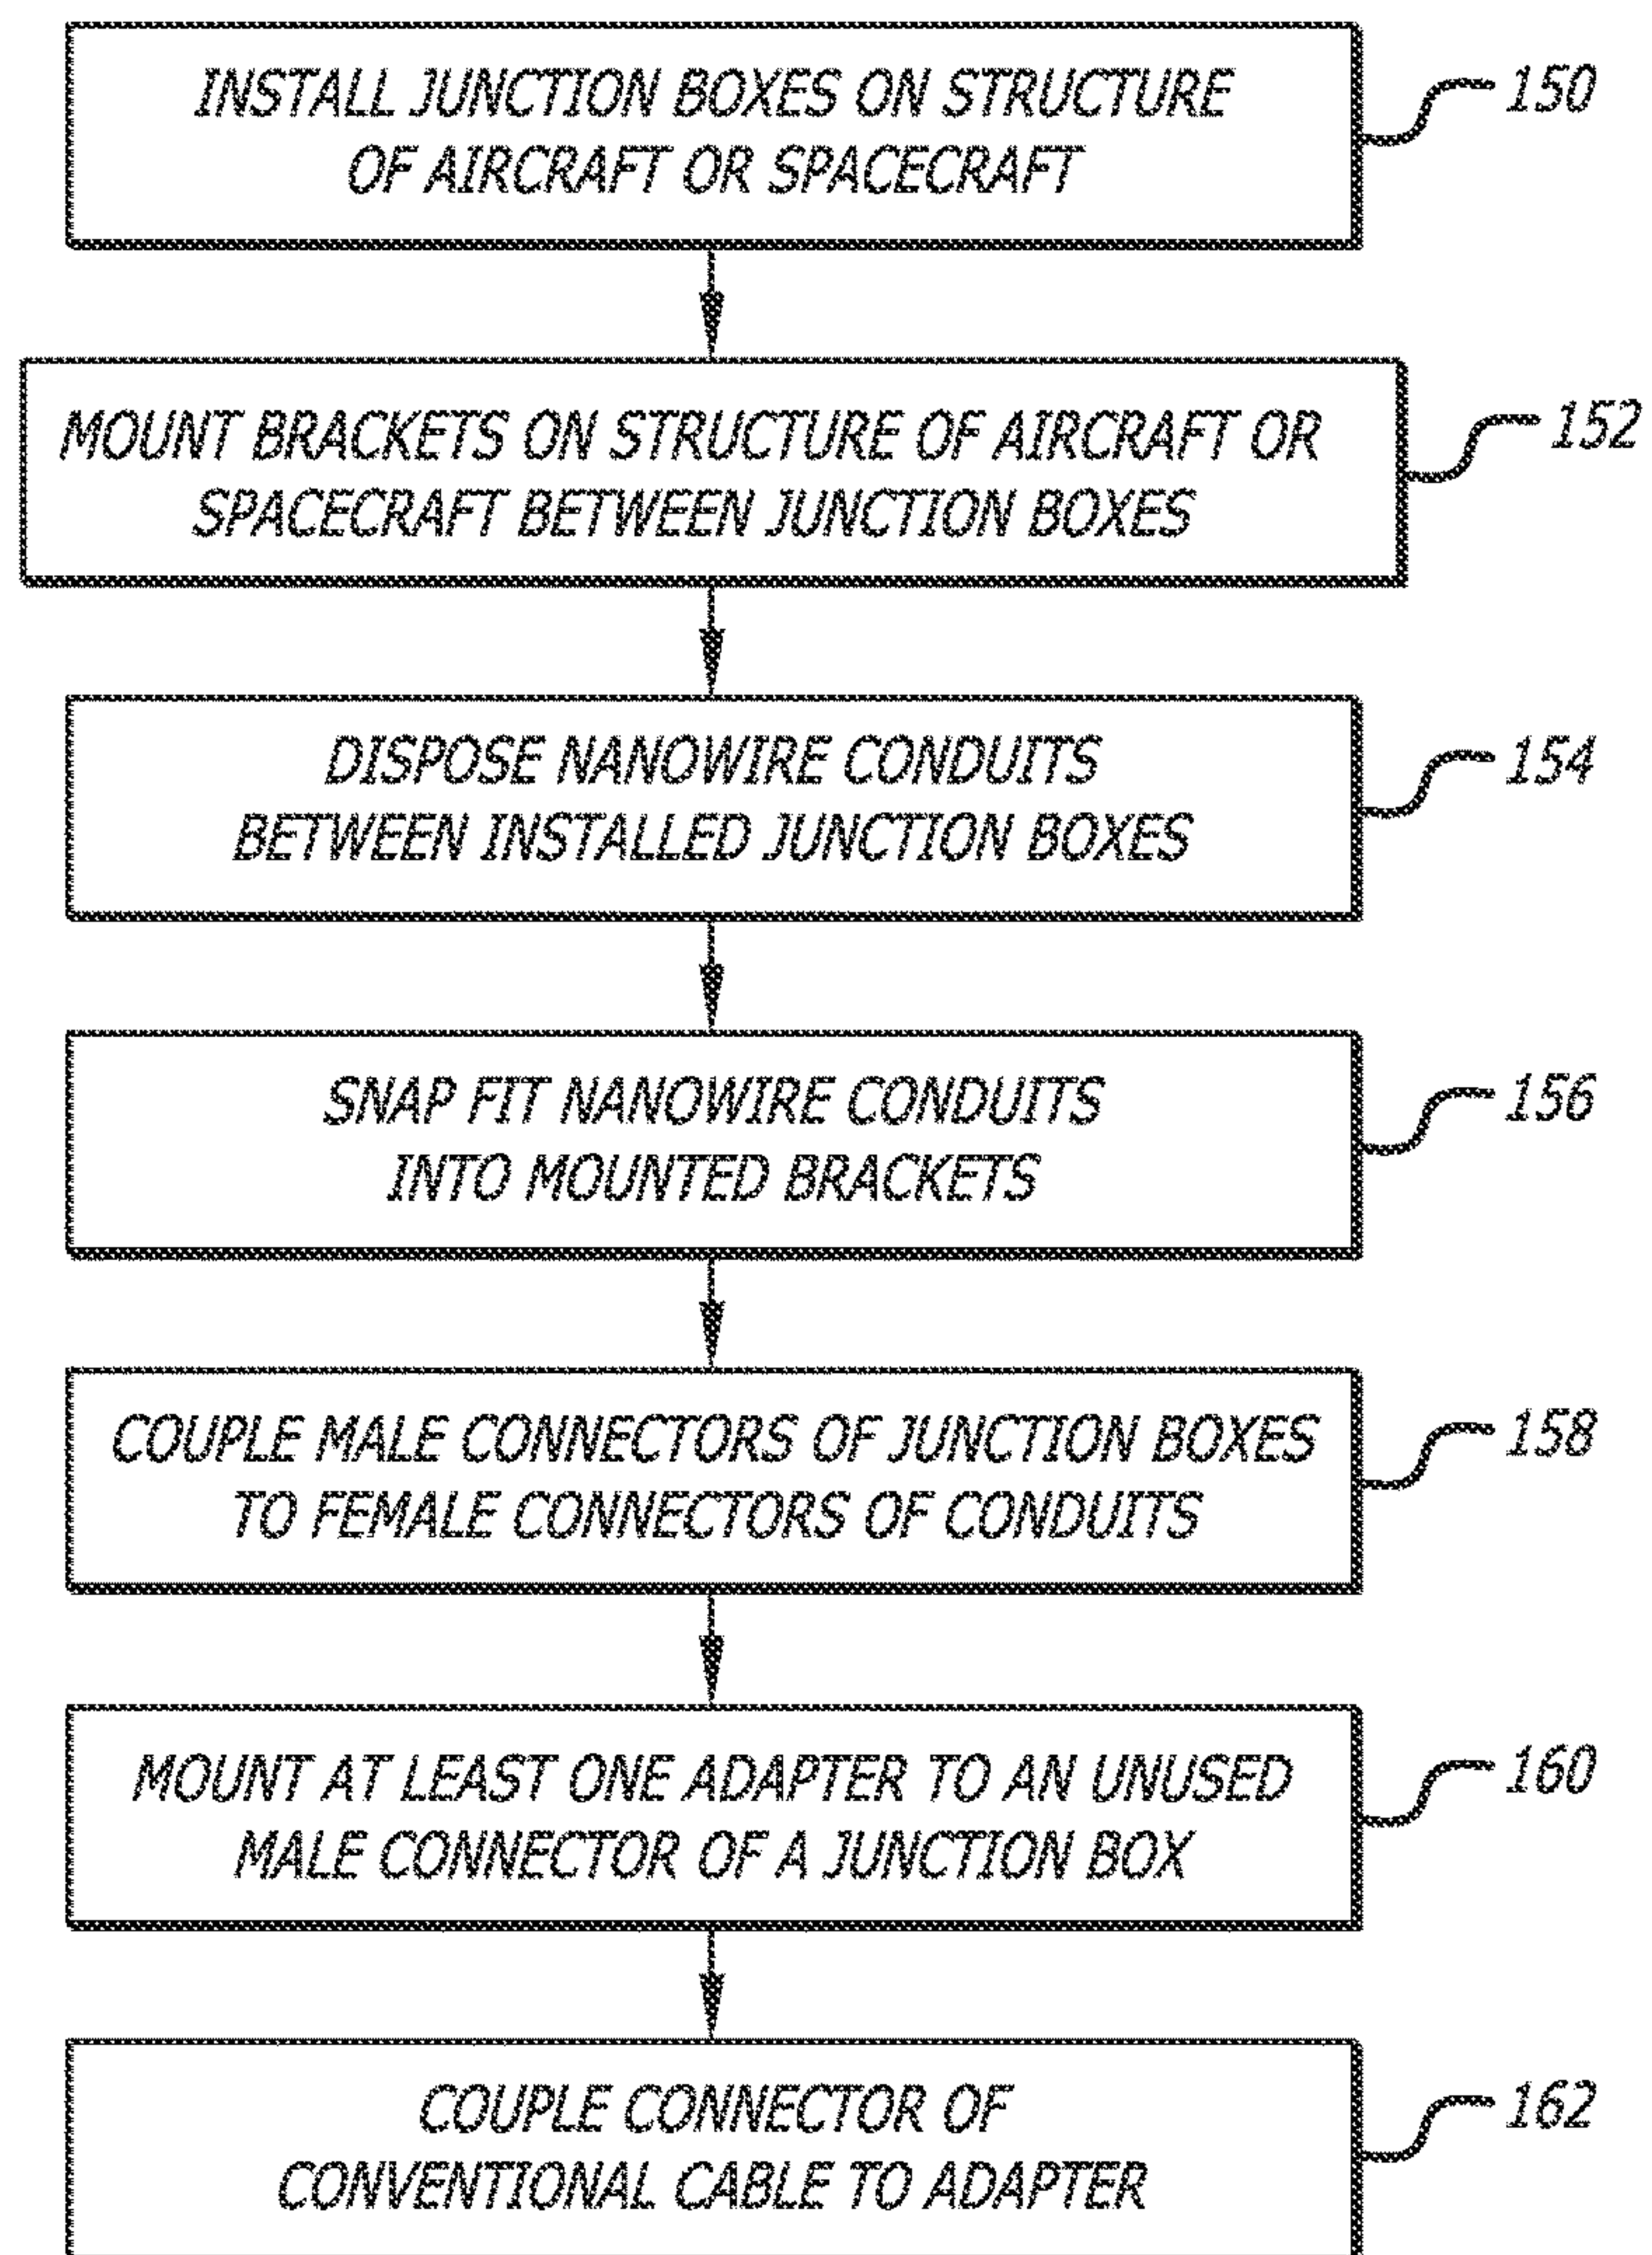 INSTALL JUNCTION BOXES ON STRUCTURE
OF AIRCRAFT OR SPACECRAFT
150
MOUNT BRACKETS ON STRUCTURE OF AIRCRAFT OR
SPACECRAFT BETWEEN JUNCTION BOXES
152
DISPOSE NANOWIRE CONDUITS
BETWEEN INSTALLED JUNCTION BOXES
154
SNAP FIT NANOWIRE CONDUITS
INTO MOUNTED BRACKETS
156
COUPLE MALE CONNECTORS OF JUNCTION BOXES
TO FEMALE CONNECTORS OF CONDUITS
158
MOUNT AT LEAST ONE ADAPTER TO AN UNUSED
MALE CONNECTOR OF A JUNCTION BOX
160
COUPLE CONNECTOR OF
CONVENTIONAL CABLE TO ADAPTER
162